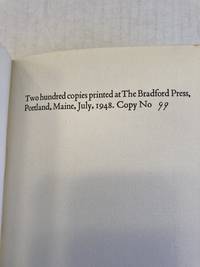 Two hundred copies printed at The Bradford Press,
Portland, Maine, July, 1948. Copy No 99